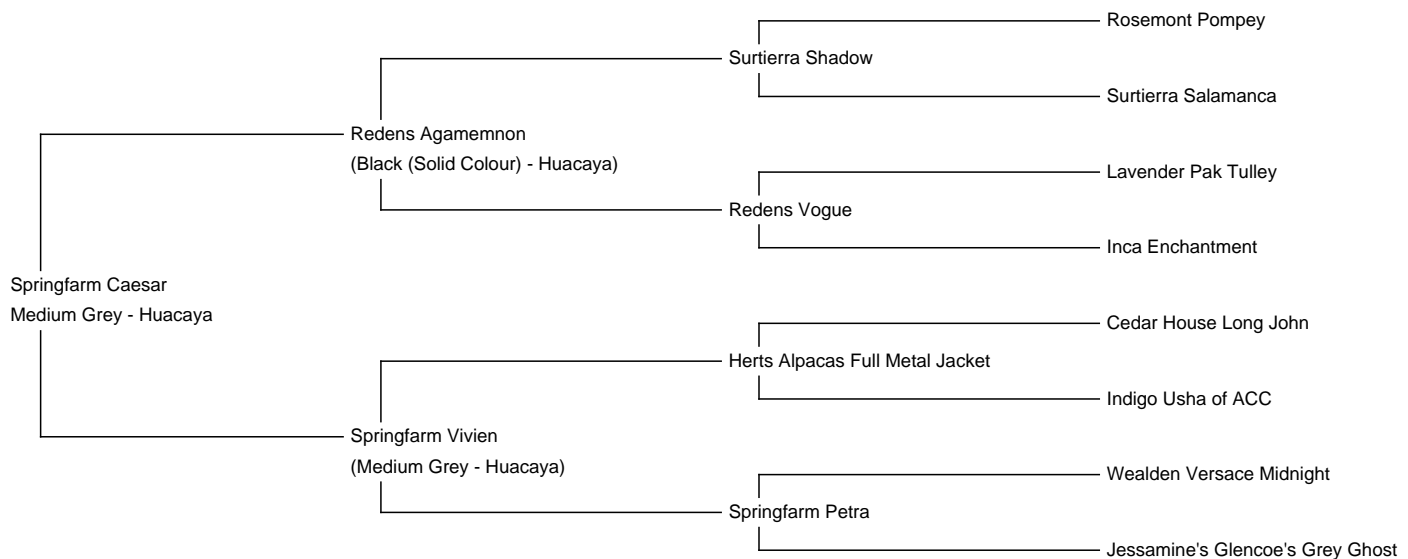 Rosemont Pompey
Surtierra Shadow
Surtierra Salamanca
Redens Agamemnon
(Black (Solid Colour) - Huacaya)
Lavender Pak Tulley
Redens Vogue
Inca Enchantment
Springfarm Caesar
Medium Grey - Huacaya
Cedar House Long John
Herts Alpacas Full Metal Jacket
Indigo Usha of ACC
Springfarm Vivien
(Medium Grey - Huacaya)
Wealden Versace Midnight
Springfarm Petra
Jessamine's Glencoe's Grey Ghost